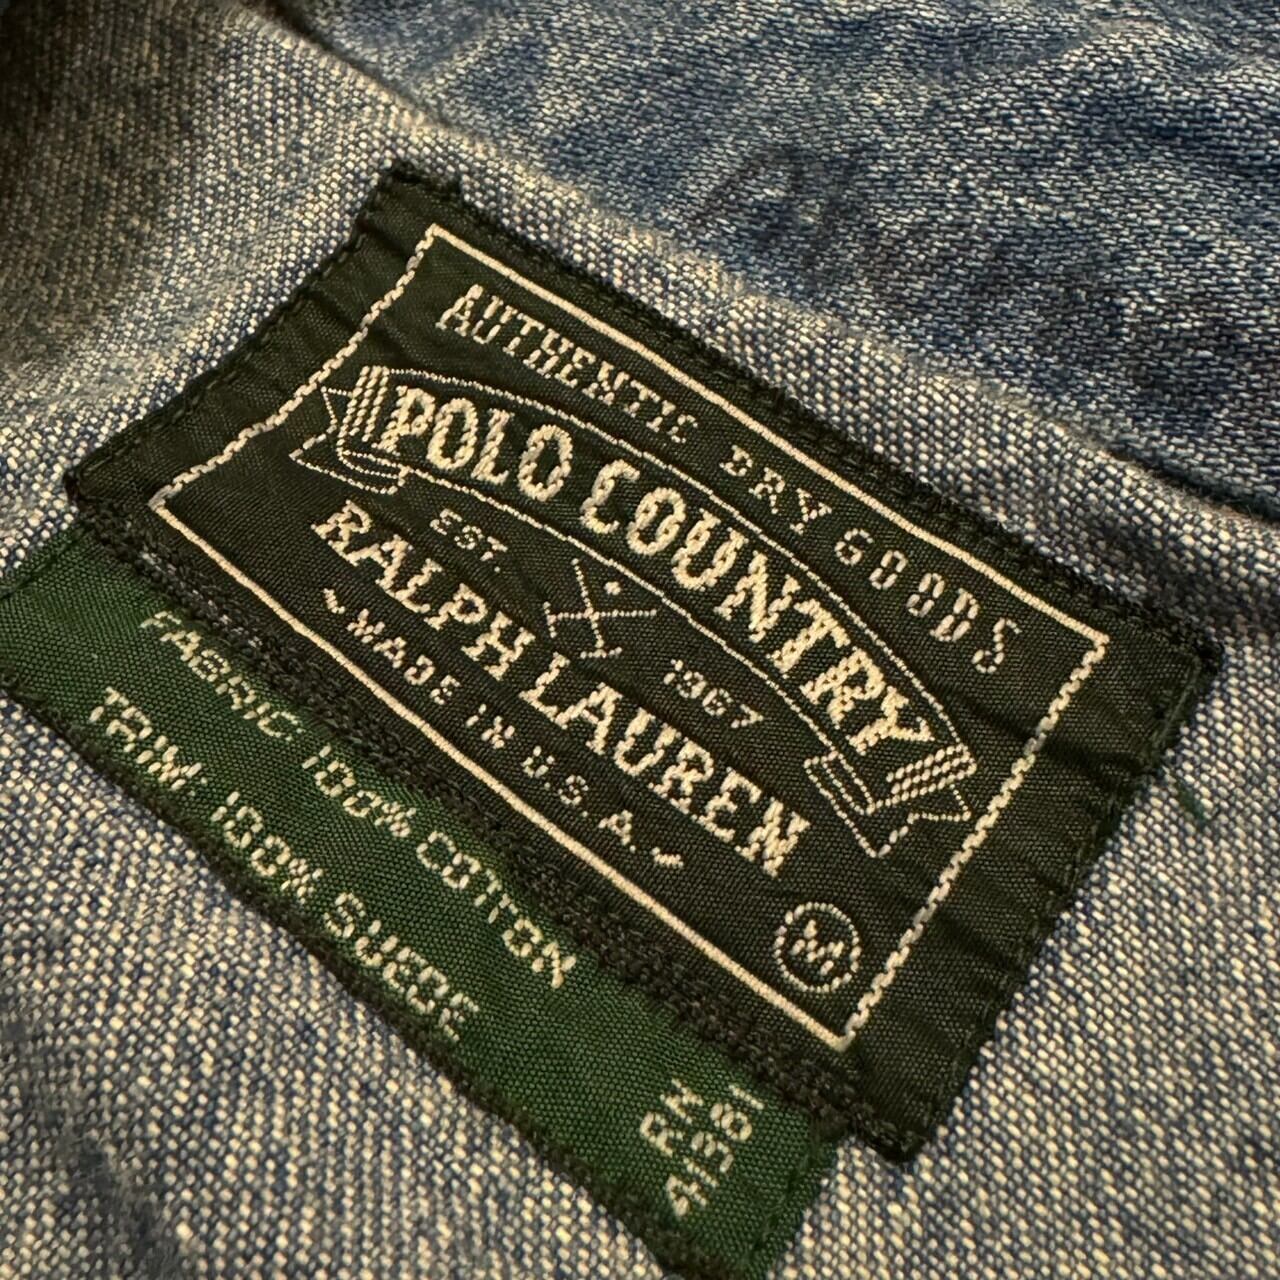 AUTHENTIC DRY GOODS
POLO COUNTRY
EST. 1967
RALPH LAUREN
MADE IN U.S.A.
M
FABRIC: 100% COTTON
TRIM: 100% SUEDE
RN
41381